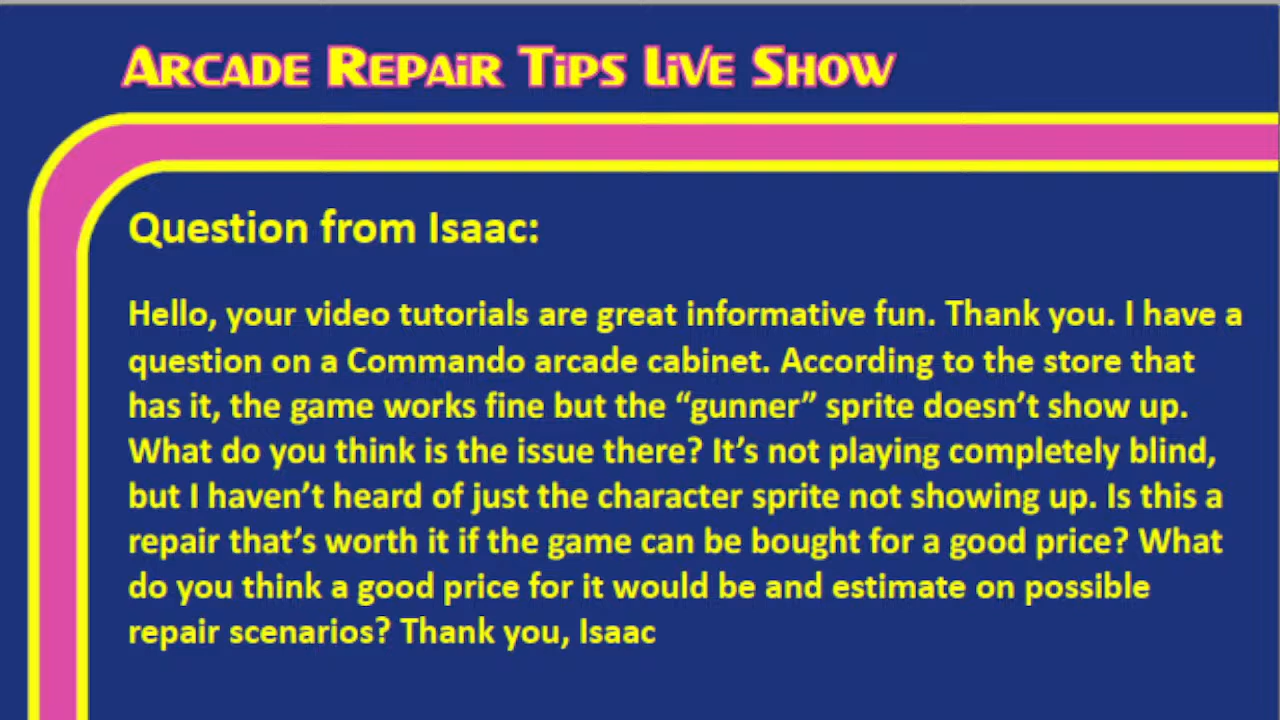 Arcade Repair Tips Live Show
Question from Isaac:
Hello, your video tutorials are great informative fun. Thank you. I have a
question on a Commando arcade cabinet. According to the store that
has it, the game works fine but the “gunner” sprite doesn’t show up.
What do you think is the issue there? It’s not playing completely blind,
but I haven’t heard of just the character sprite not showing up. Is this a
repair that’s worth it if the game can be bought for a good price? What
do you think a good price for it would be and estimate on possible
repair scenarios? Thank you, Isaac